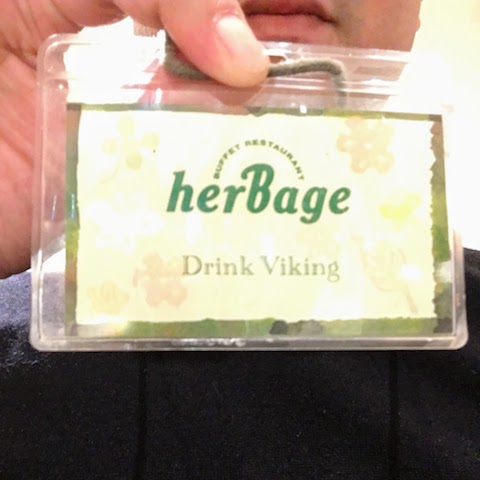 BUFFET RESTAURANT
herBage
Drink Viking